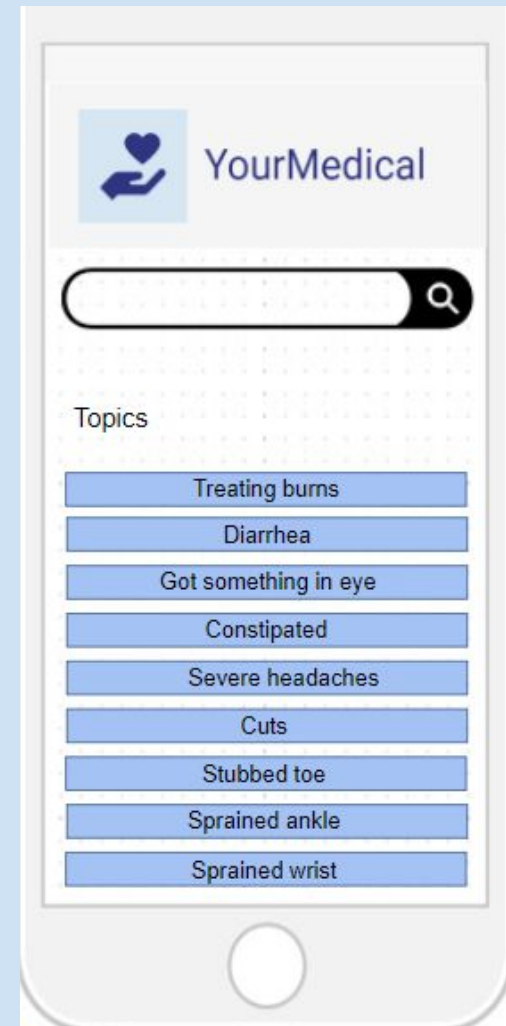 YourMedical
Topics
Treating burns
Diarrhea
Got something in eye
Constipated
Severe headaches
Cuts
Stubbed toe
Sprained ankle
Sprained wrist